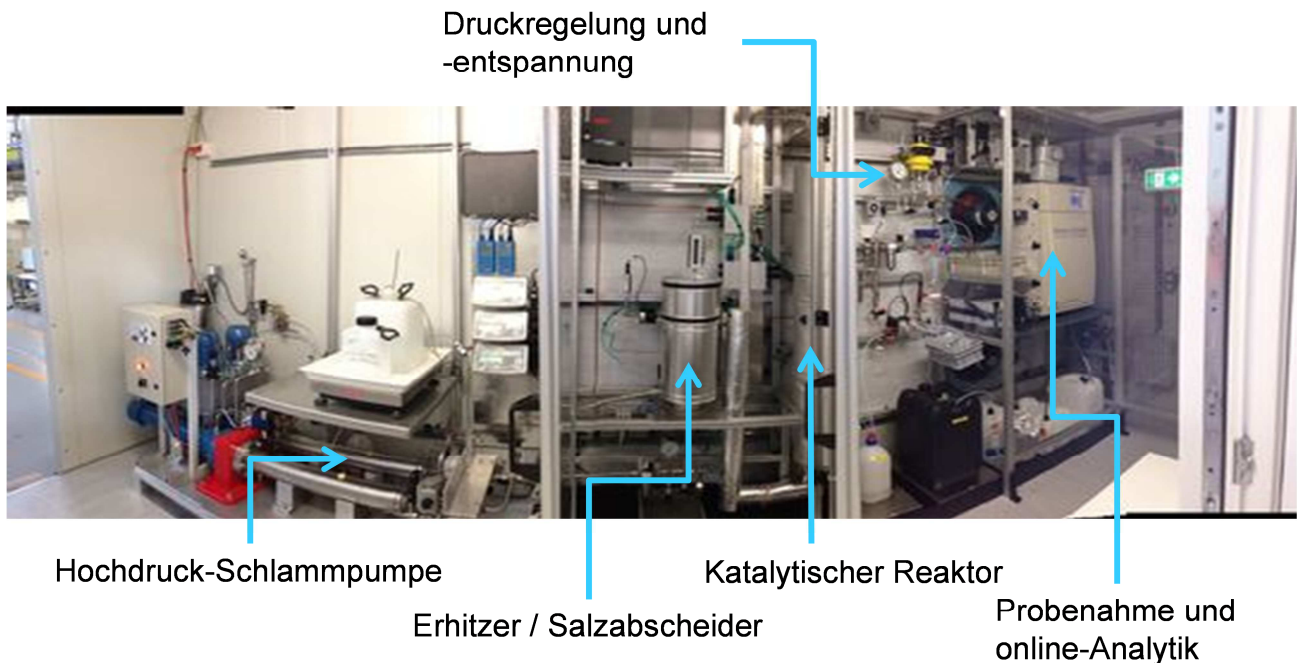 Druckregelung und
-entspannung
Hochdruck-Schlammpumpe
Erhitzer / Salzabscheider
Katalytischer Reaktor
Probenahme und
online-Analytik